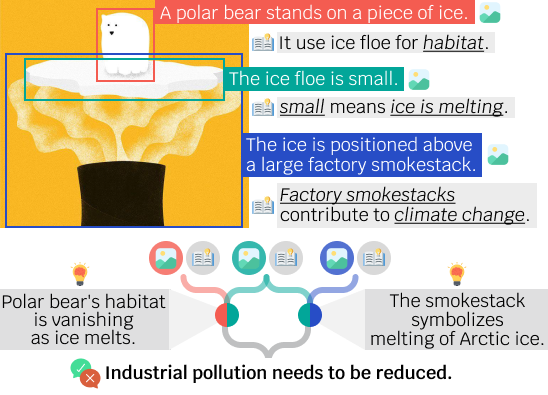 A polar bear stands on a piece of ice.
It use ice floe for habitat.
The ice floe is small.
small means ice is melting.
The ice is positioned above
a large factory smokestack.
Factory smokestacks
contribute to climate change.
Polar bear's habitat
is vanishing
as ice melts.
The smokestack
symbolizes
melting of Arctic ice.
Industrial pollution needs to be reduced.